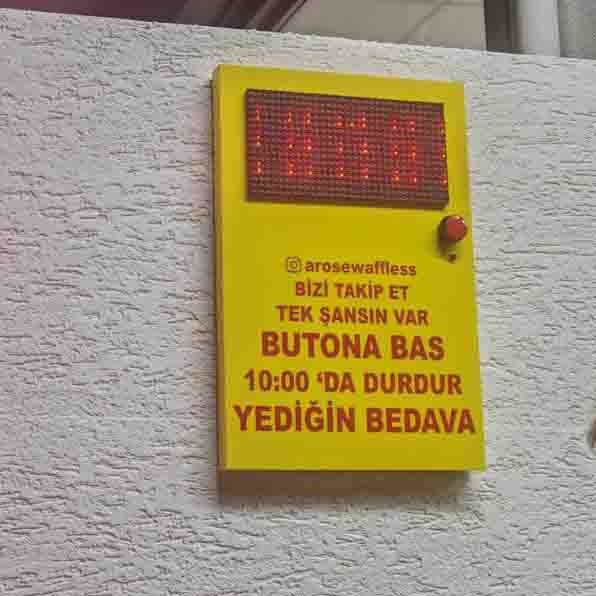 arosewaffless
BİZİ TAKİP ET
TEK ŞANSIN VAR
BUTONA BAS
10:00 ‘DA DURDUR
YEDİĞİN BEDAVA